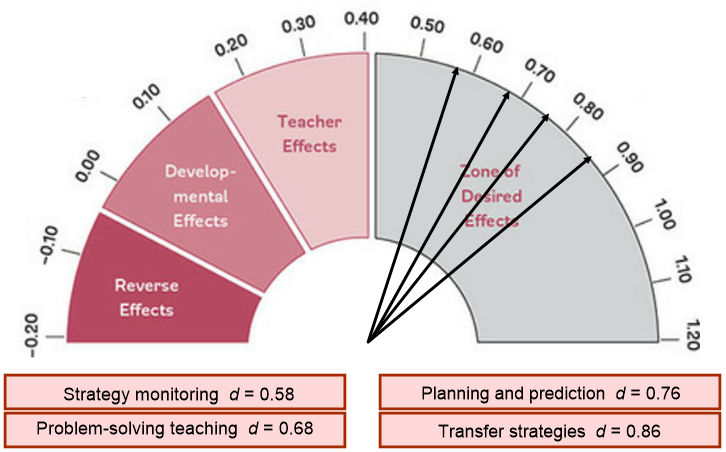 -0.20
-0.10
0.00
0.10
0.20
0.30
0.40
0.50
0.60
0.70
0.80
0.90
1.00
1.10
1.20
Reverse
Effects
Develop-
mental
Effects
Teacher
Effects
Zone of
Desired
Effects
Strategy monitoring d = 0.58
Planning and prediction d = 0.76
Problem-solving teaching d = 0.68
Transfer strategies d = 0.86